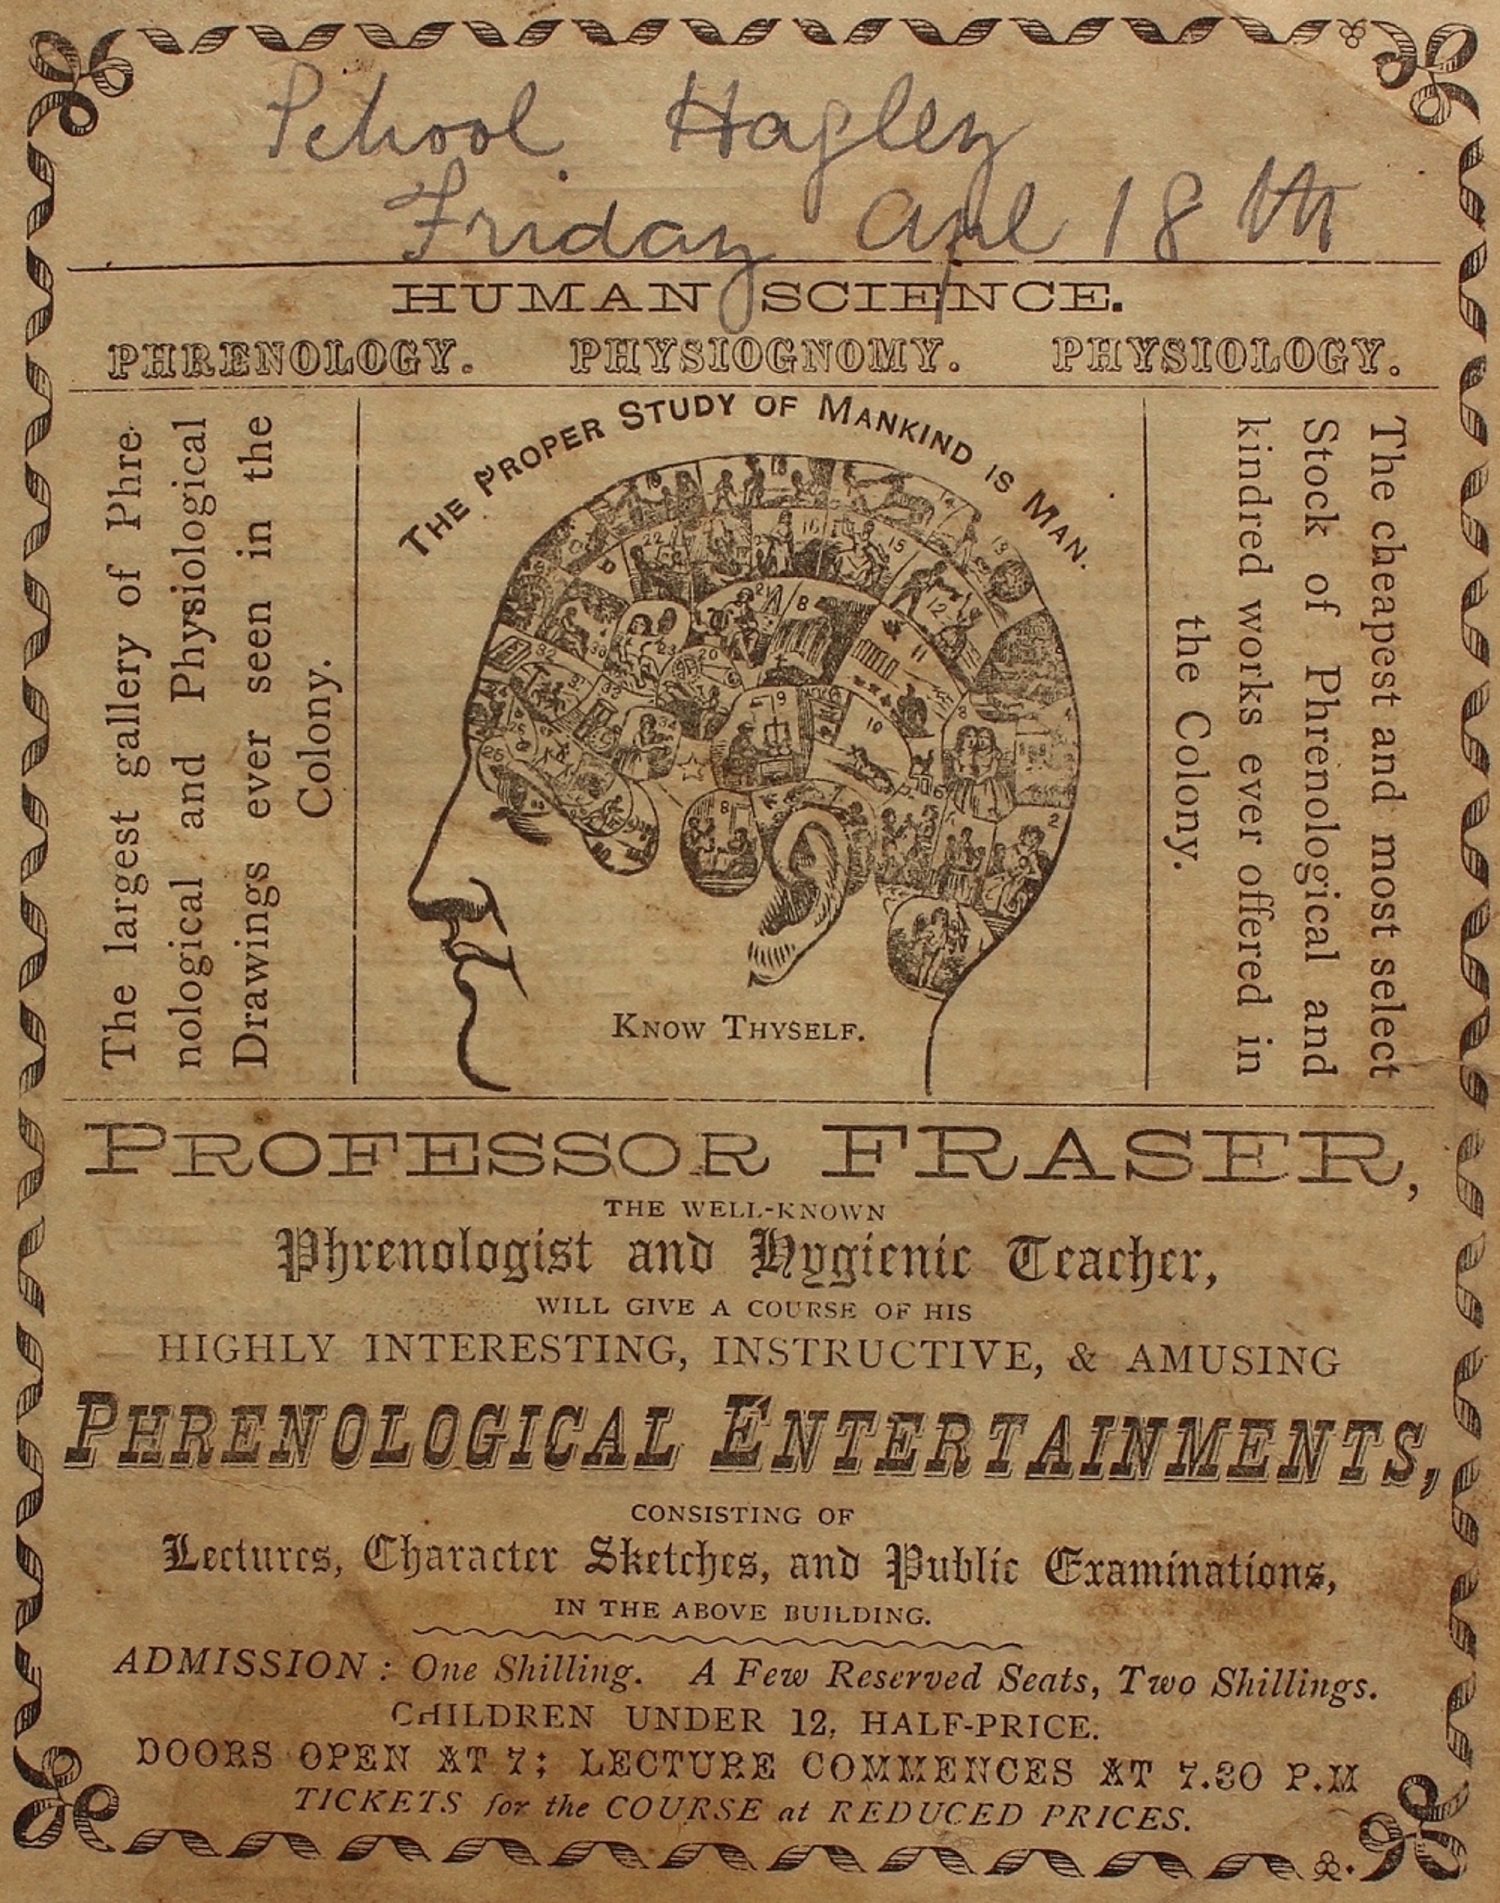 School Hagley
Friday Apl 18th
HUMAN SCIENCE.
PHRENOLOGY. PHYSIOGNOMY. PHYSIOLOGY.
The largest gallery of Phre-
nological and Physiological
Drawings ever seen in the
Colony.
THE PROPER STUDY OF MANKIND IS MAN.
KNOW THYSELF.
The cheapest and most select
Stock of Phrenological and
kindred works ever offered in
the Colony.
PROFESSOR FRASER,
THE WELL-KNOWN
Phrenologist and Hygienic Teacher,
WILL GIVE A COURSE OF HIS
HIGHLY INTERESTING, INSTRUCTIVE, & AMUSING
PHRENOLOGICAL ENTERTAINMENTS,
CONSISTING OF
Lectures, Character Sketches, and Public Examinations,
IN THE ABOVE BUILDING.
ADMISSION: One Shilling. A Few Reserved Seats, Two Shillings.
CHILDREN UNDER 12, HALF-PRICE.
DOORS OPEN AT 7; LECTURE COMMENCES AT 7.30 P.M
TICKETS for the COURSE at REDUCED PRICES.